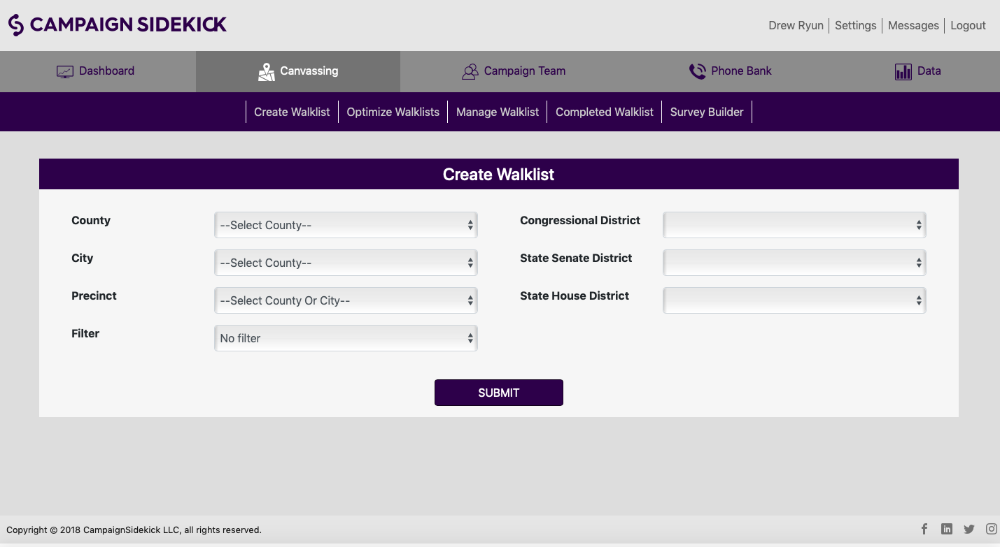 CAMPAIGN SIDEKICK
Drew Ryun Settings Messages Logout
Dashboard Canvassing Campaign Team Phone Bank Data
Create Walklist Optimize Walklists Manage Walklist Completed Walklist Survey Builder
Create Walklist
County --Select County-- Congressional District
City --Select County-- State Senate District
Precinct --Select County Or City-- State House District
Filter No filter
SUBMIT
Copyright © 2018 CampaignSidekick LLC, all rights reserved.